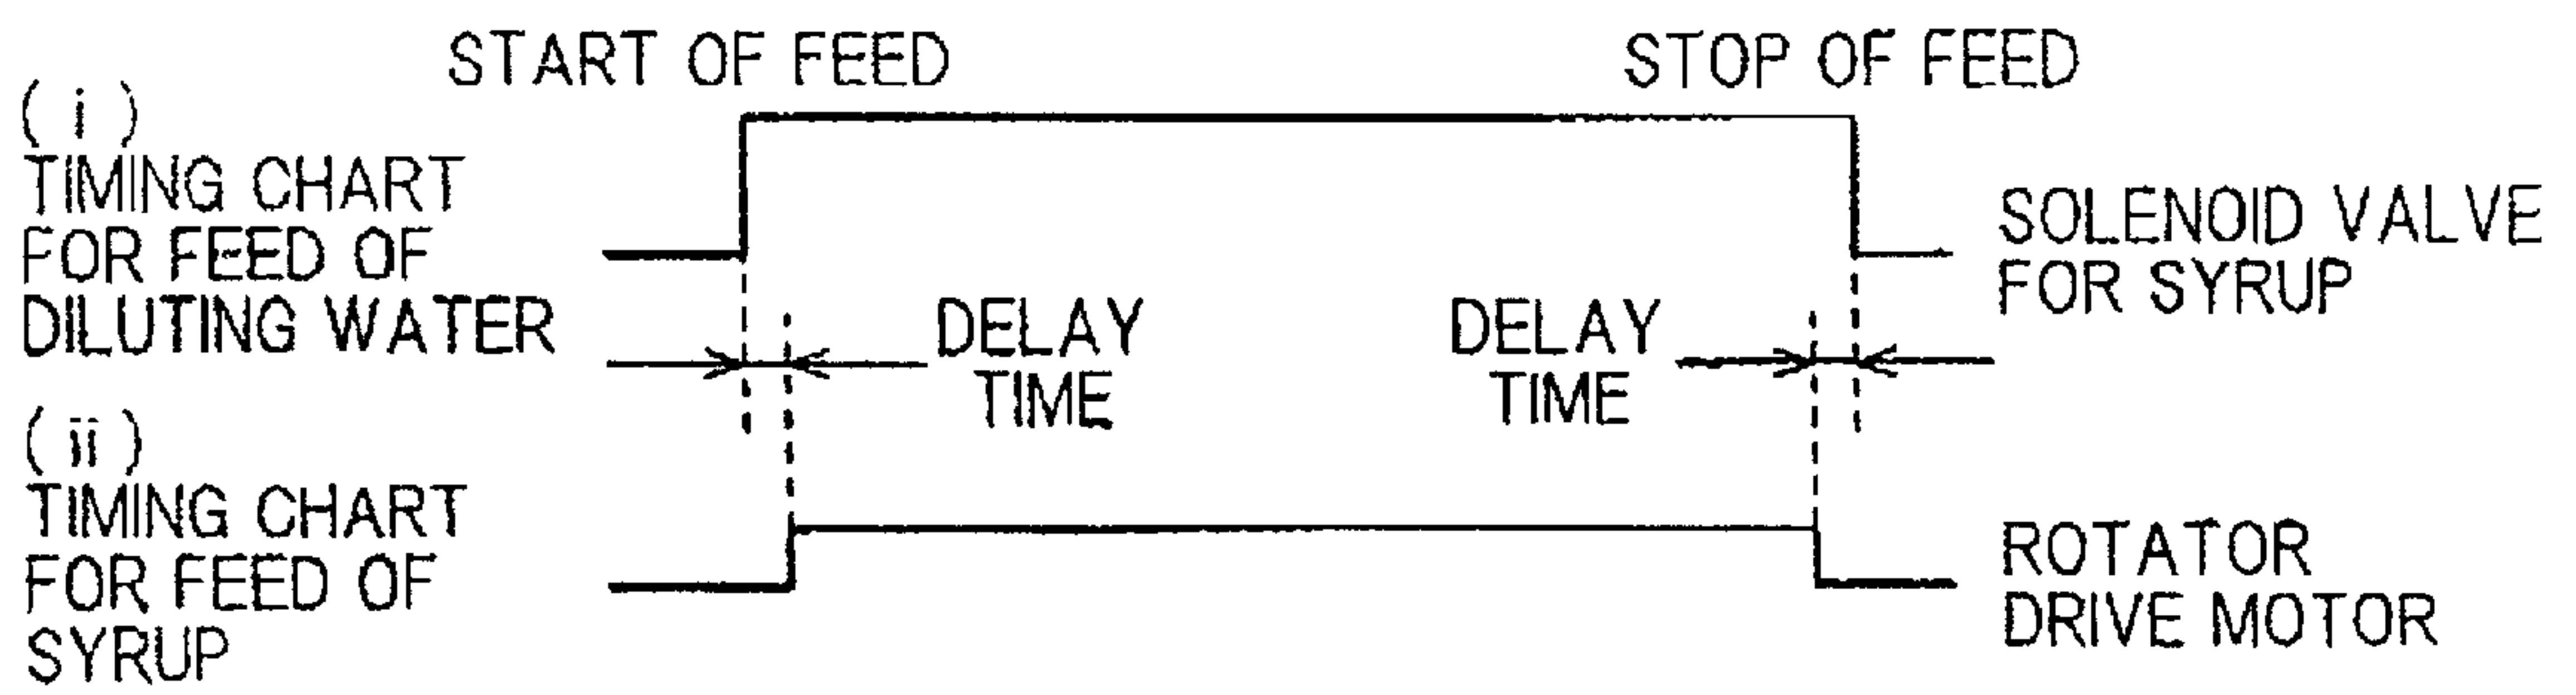 START OF FEED
STOP OF FEED
( i )
TIMING CHART
FOR FEED OF
DILUTING WATER
SOLENOID VALVE
FOR SYRUP
DELAY
TIME
DELAY
TIME
( ii )
TIMING CHART
FOR FEED OF
SYRUP
ROTATOR
DRIVE MOTOR